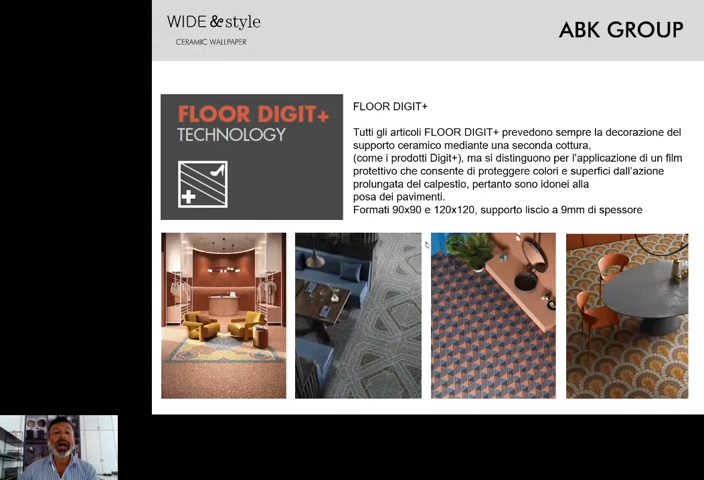 WIDE &style
CERAMIC WALLPAPER
ABK GROUP
FLOOR DIGIT+
TECHNOLOGY
FLOOR DIGIT+
Tutti gli articoli FLOOR DIGIT+ prevedono sempre la decorazione del
supporto ceramico mediante una seconda cottura,
(come i prodotti Digit+), ma si distinguono per l'applicazione di un film
protettivo che consente di proteggere colori e superfici dall'azione
prolungata del calpestio, pertanto sono idonei alla
posa dei pavimenti.
Formati 90x90 e 120x120, supporto liscio a 9mm di spessore